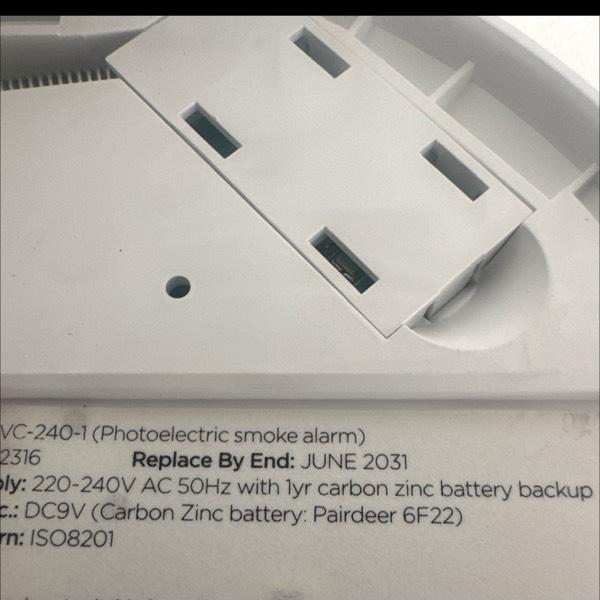 VC-240-1 (Photoelectric smoke alarm)
2316 Replace By End: JUNE 2031
ly: 220-240V AC 50Hz with 1yr carbon zinc battery backup
c.: DC9V (Carbon Zinc battery: Pairdeer 6F22)
rn: ISO8201